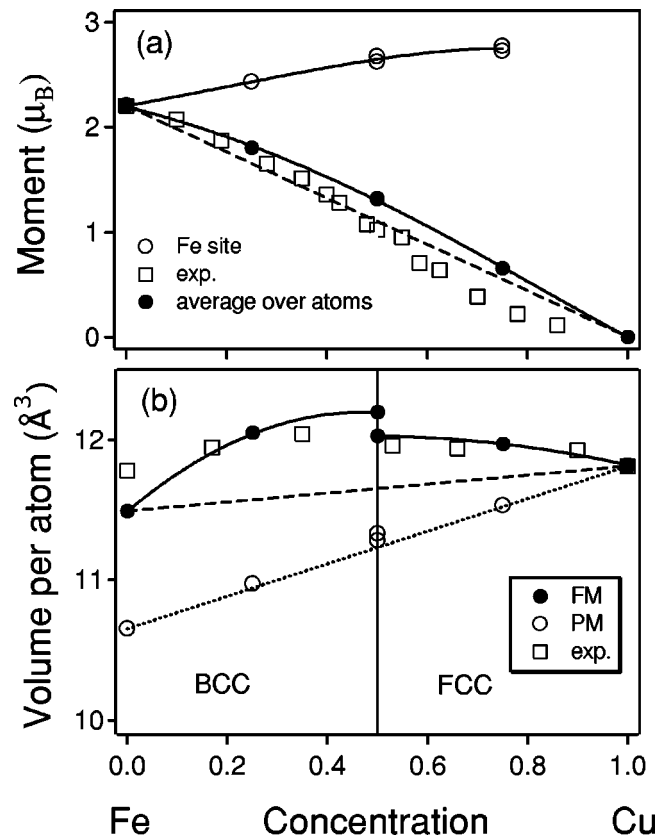 (a)
3
2
1
0
Moment (μB)
Fe site
exp.
average over atoms
(b)
12
11
10
Volume per atom (Å3)
FM
PM
exp.
BCC
FCC
0.0 0.2 0.4 0.6 0.8 1.0
Fe Concentration Cu